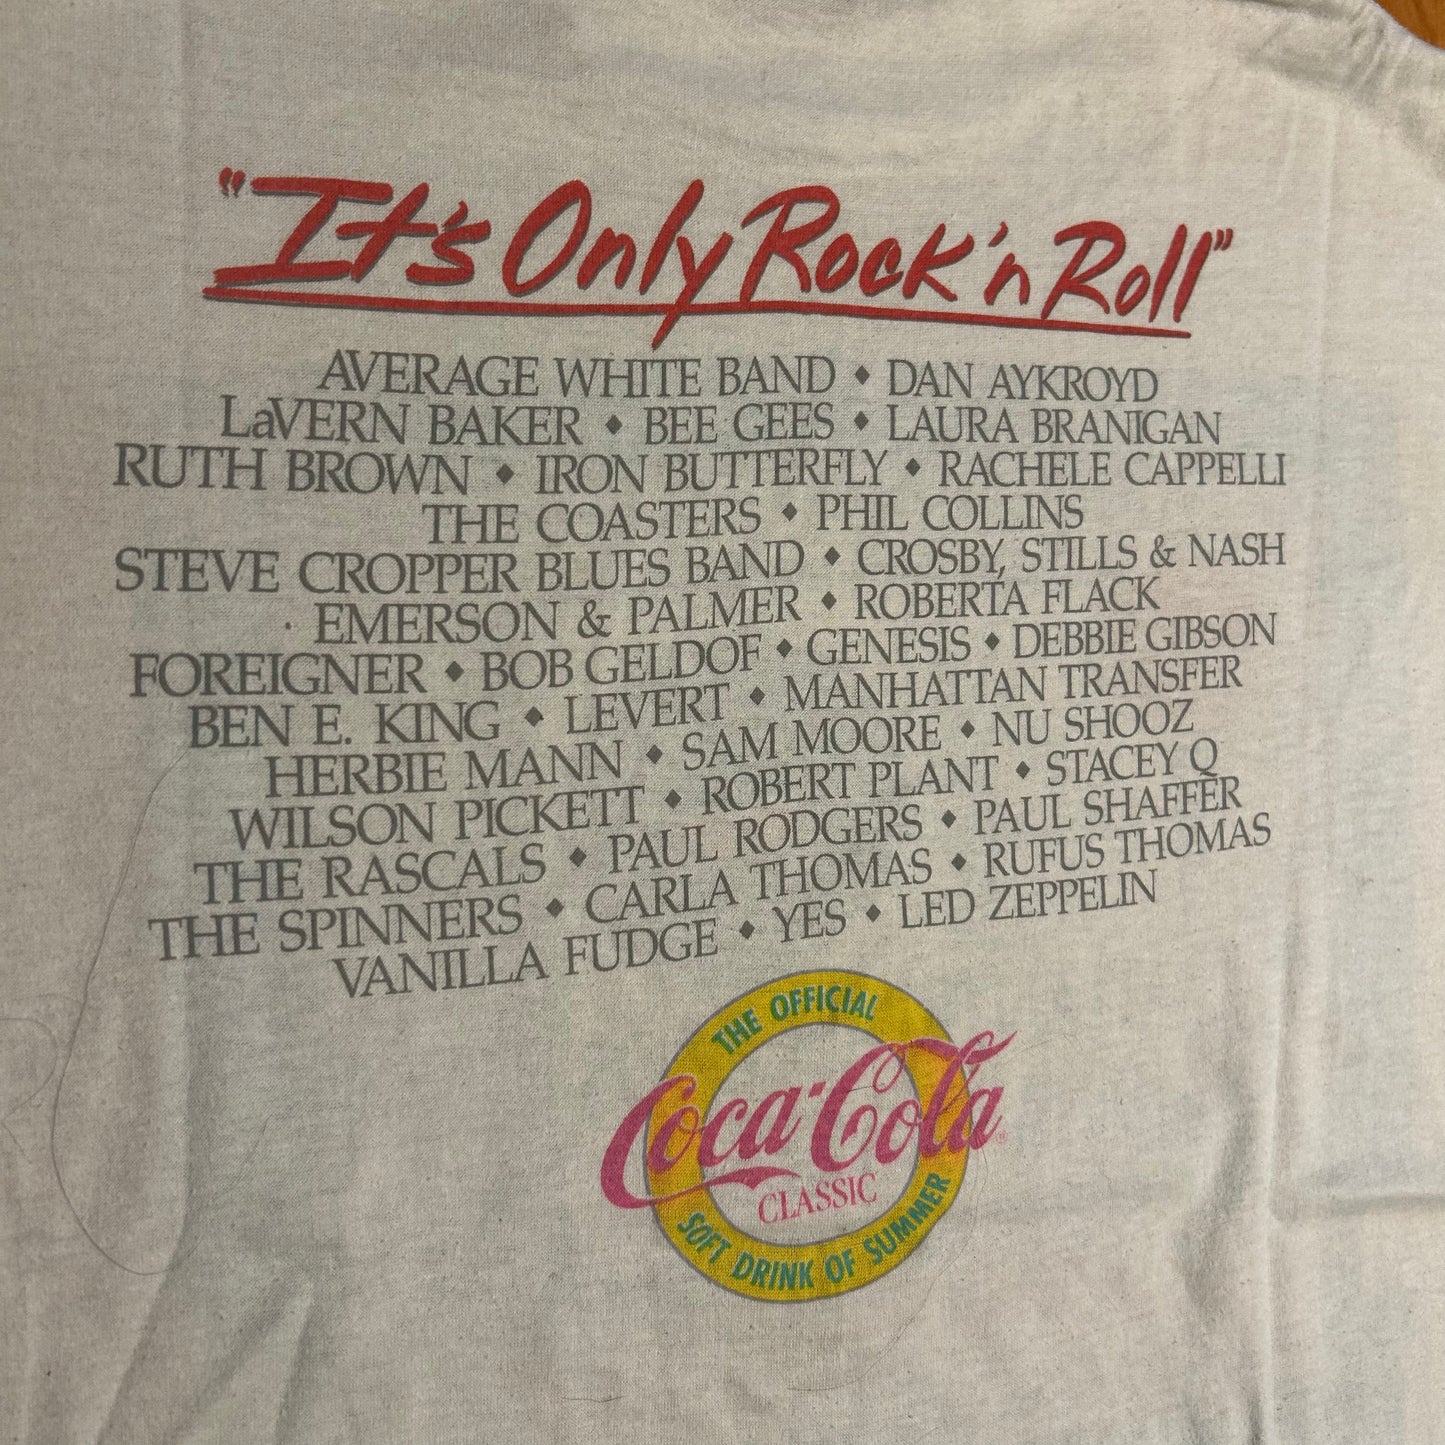 "It's Only Rock 'n Roll"
AVERAGE WHITE BAND ♦ DAN AYKROYD
LaVERN BAKER ♦ BEE GEES ♦ LAURA BRANIGAN
RUTH BROWN ♦ IRON BUTTERFLY ♦ RACHELE CAPPELLI
THE COASTERS ♦ PHIL COLLINS
STEVE CROPPER BLUES BAND ♦ CROSBY, STILLS & NASH
EMERSON & PALMER ♦ ROBERTA FLACK
FOREIGNER ♦ BOB GELDOF ♦ GENESIS ♦ DEBBIE GIBSON
BEN E. KING ♦ LEVERT ♦ MANHATTAN TRANSFER
HERBIE MANN ♦ SAM MOORE ♦ NU SHOOZ
WILSON PICKETT ♦ ROBERT PLANT ♦ STACEY Q
THE RASCALS ♦ PAUL RODGERS ♦ PAUL SHAFFER
THE SPINNERS ♦ CARLA THOMAS ♦ RUFUS THOMAS
VANILLA FUDGE ♦ YES ♦ LED ZEPPELIN
THE OFFICIAL
Coca-Cola®
CLASSIC
SOFT DRINK OF SUMMER